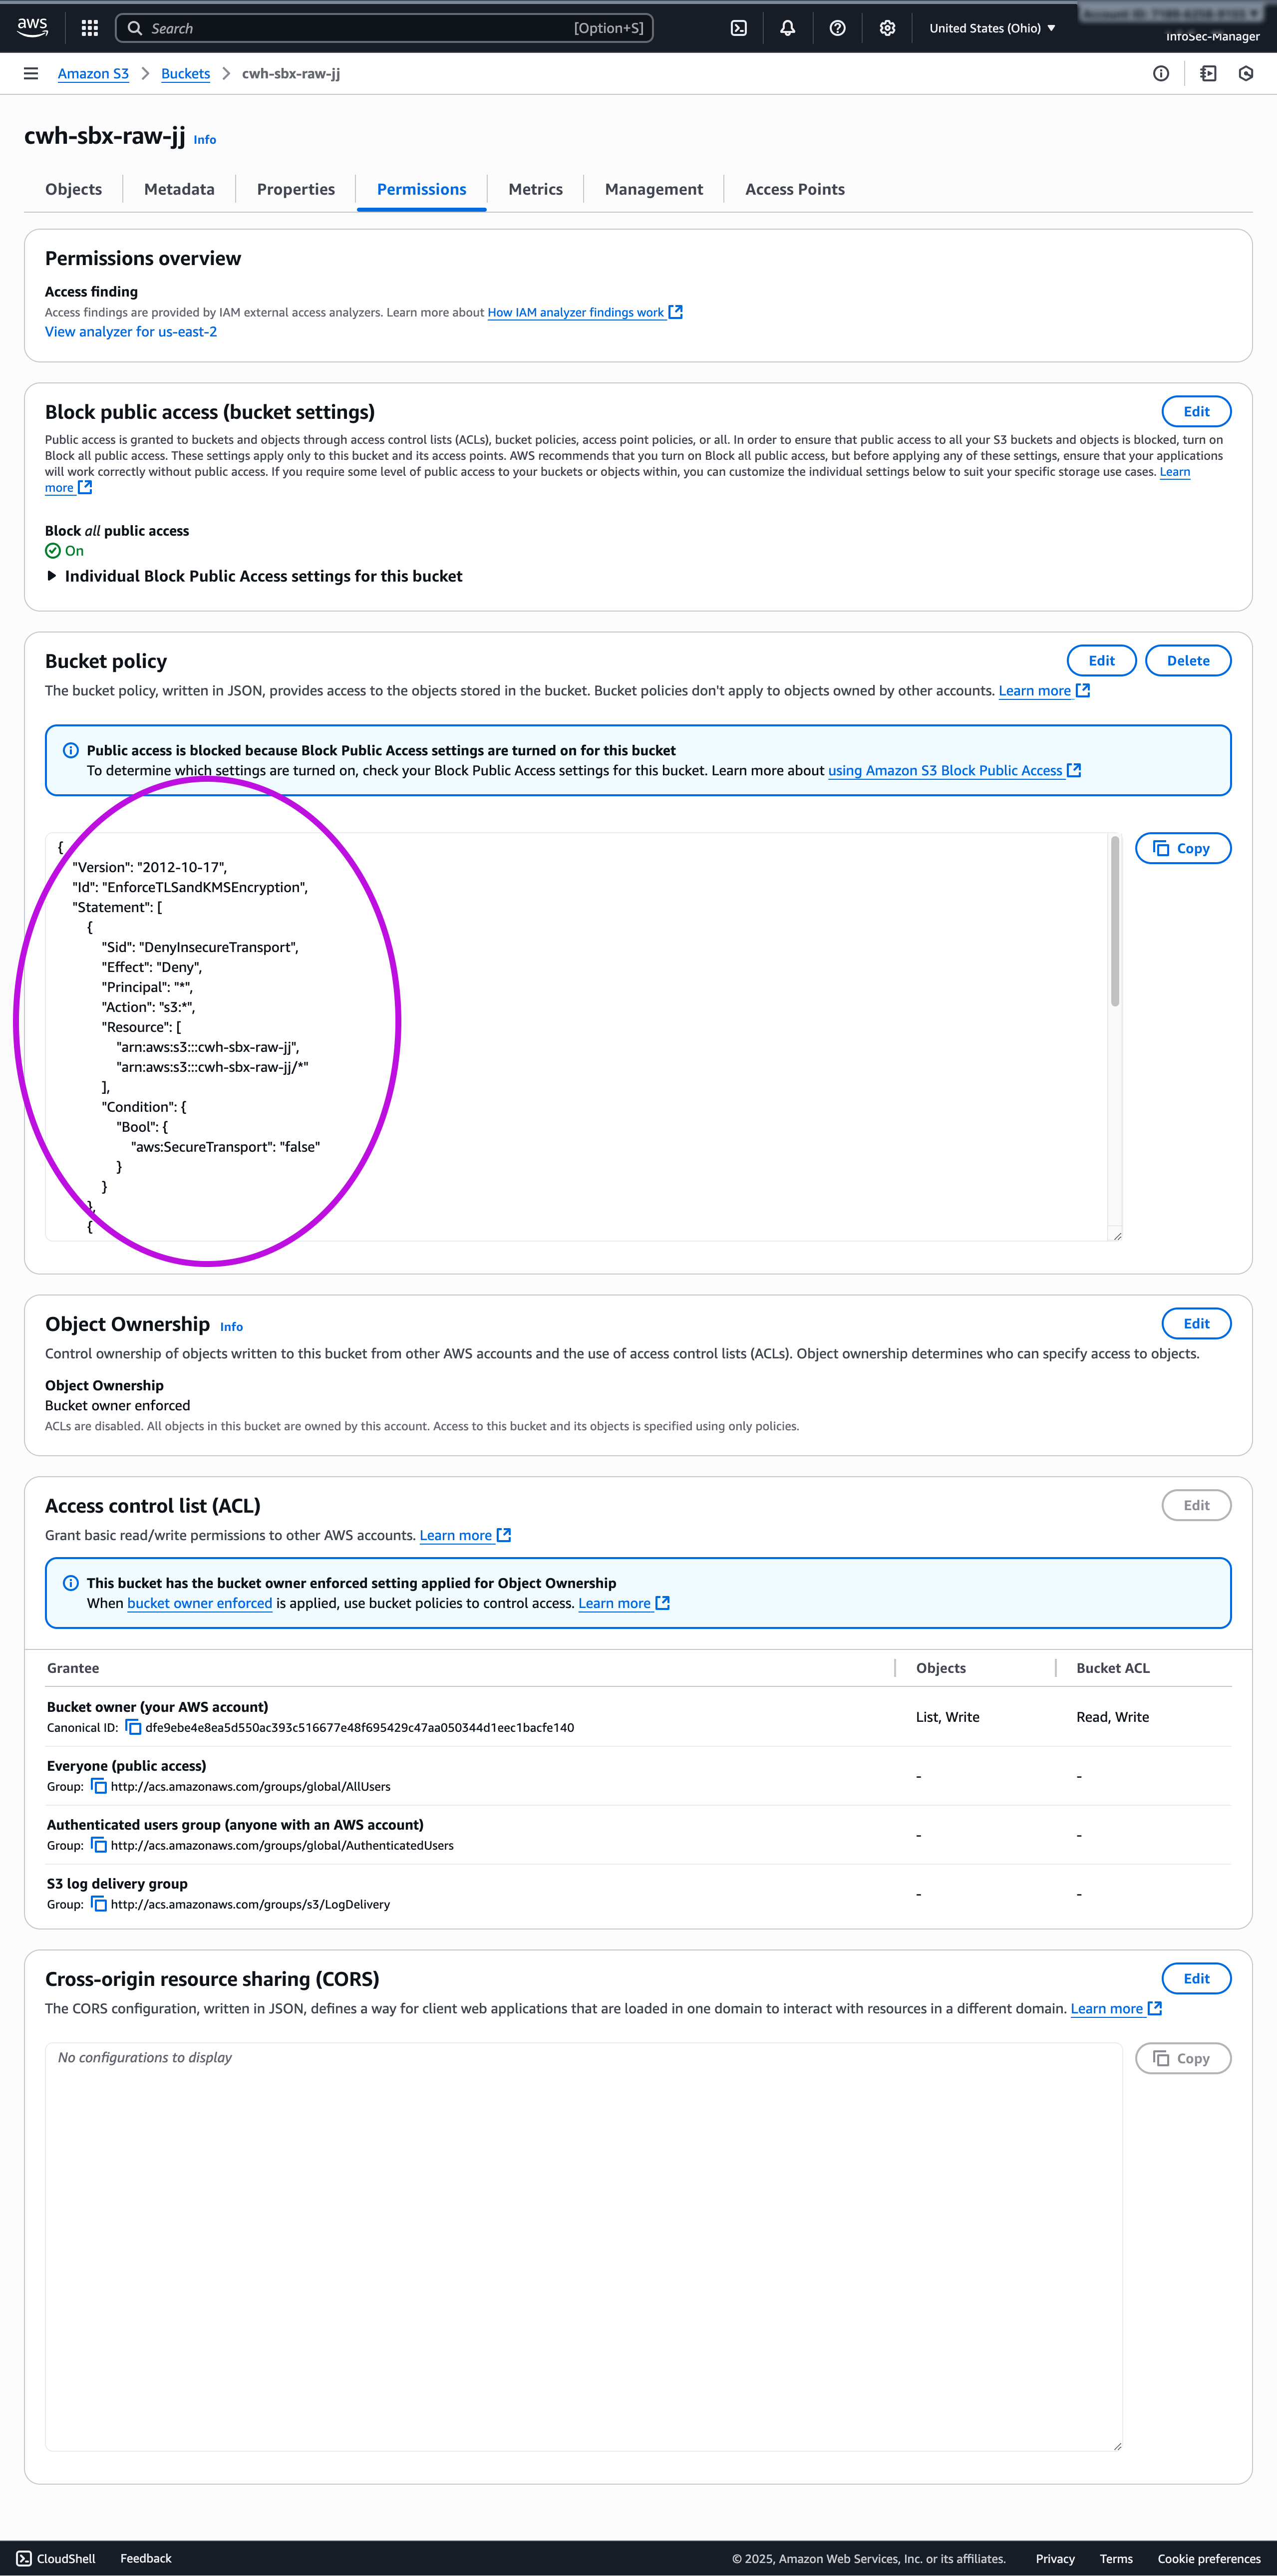 aws
Search [Option+S]
United States (Ohio)
InfoSec-Manager
Amazon S3 > Buckets > cwh-sbx-raw-jj
cwh-sbx-raw-jj Info
Objects Metadata Properties Permissions Metrics Management Access Points
Permissions overview
Access finding
Access findings are provided by IAM external access analyzers. Learn more about How IAM analyzer findings work
View analyzer for us-east-2
Block public access (bucket settings) Edit
Public access is granted to buckets and objects through access control lists (ACLs), bucket policies, access point policies, or all. In order to ensure that public access to all your S3 buckets and objects is blocked, turn on
Block all public access. These settings apply only to this bucket and its access points. AWS recommends that you turn on Block all public access, but before applying any of these settings, ensure that your applications
will work correctly without public access. If you require some level of public access to your buckets or objects within, you can customize the individual settings below to suit your specific storage use cases. Learn
more
Block all public access
On
Individual Block Public Access settings for this bucket
Bucket policy Edit Delete
The bucket policy, written in JSON, provides access to the objects stored in the bucket. Bucket policies don't apply to objects owned by other accounts. Learn more
Public access is blocked because Block Public Access settings are turned on for this bucket
To determine which settings are turned on, check your Block Public Access settings for this bucket. Learn more about using Amazon S3 Block Public Access
Copy
{
"Version": "2012-10-17",
"Id": "EnforceTLSandKMSEncryption",
"Statement": [
{
"Sid": "DenyInsecureTransport",
"Effect": "Deny",
"Principal": "*",
"Action": "s3:*",
"Resource": [
"arn:aws:s3:::cwh-sbx-raw-jj",
"arn:aws:s3:::cwh-sbx-raw-jj/*"
],
"Condition": {
"Bool": {
"aws:SecureTransport": "false"
}
}
},
{
Object Ownership Info Edit
Control ownership of objects written to this bucket from other AWS accounts and the use of access control lists (ACLs). Object ownership determines who can specify access to objects.
Object Ownership
Bucket owner enforced
ACLs are disabled. All objects in this bucket are owned by this account. Access to this bucket and its objects is specified using only policies.
Access control list (ACL) Edit
Grant basic read/write permissions to other AWS accounts. Learn more
This bucket has the bucket owner enforced setting applied for Object Ownership
When bucket owner enforced is applied, use bucket policies to control access. Learn more
Grantee Objects Bucket ACL
Bucket owner (your AWS account)
Canonical ID: dfe9ebe4e8ea5d550ac393c516677e48f695429c47aa050344d1eec1bacfe140 List, Write Read, Write
Everyone (public access)
Group: http://acs.amazonaws.com/groups/global/AllUsers - -
Authenticated users group (anyone with an AWS account)
Group: http://acs.amazonaws.com/groups/global/AuthenticatedUsers - -
S3 log delivery group
Group: http://acs.amazonaws.com/groups/s3/LogDelivery - -
Cross-origin resource sharing (CORS) Edit
The CORS configuration, written in JSON, defines a way for client web applications that are loaded in one domain to interact with resources in a different domain. Learn more
No configurations to display Copy
CloudShell Feedback © 2025, Amazon Web Services, Inc. or its affiliates. Privacy Terms Cookie preferences